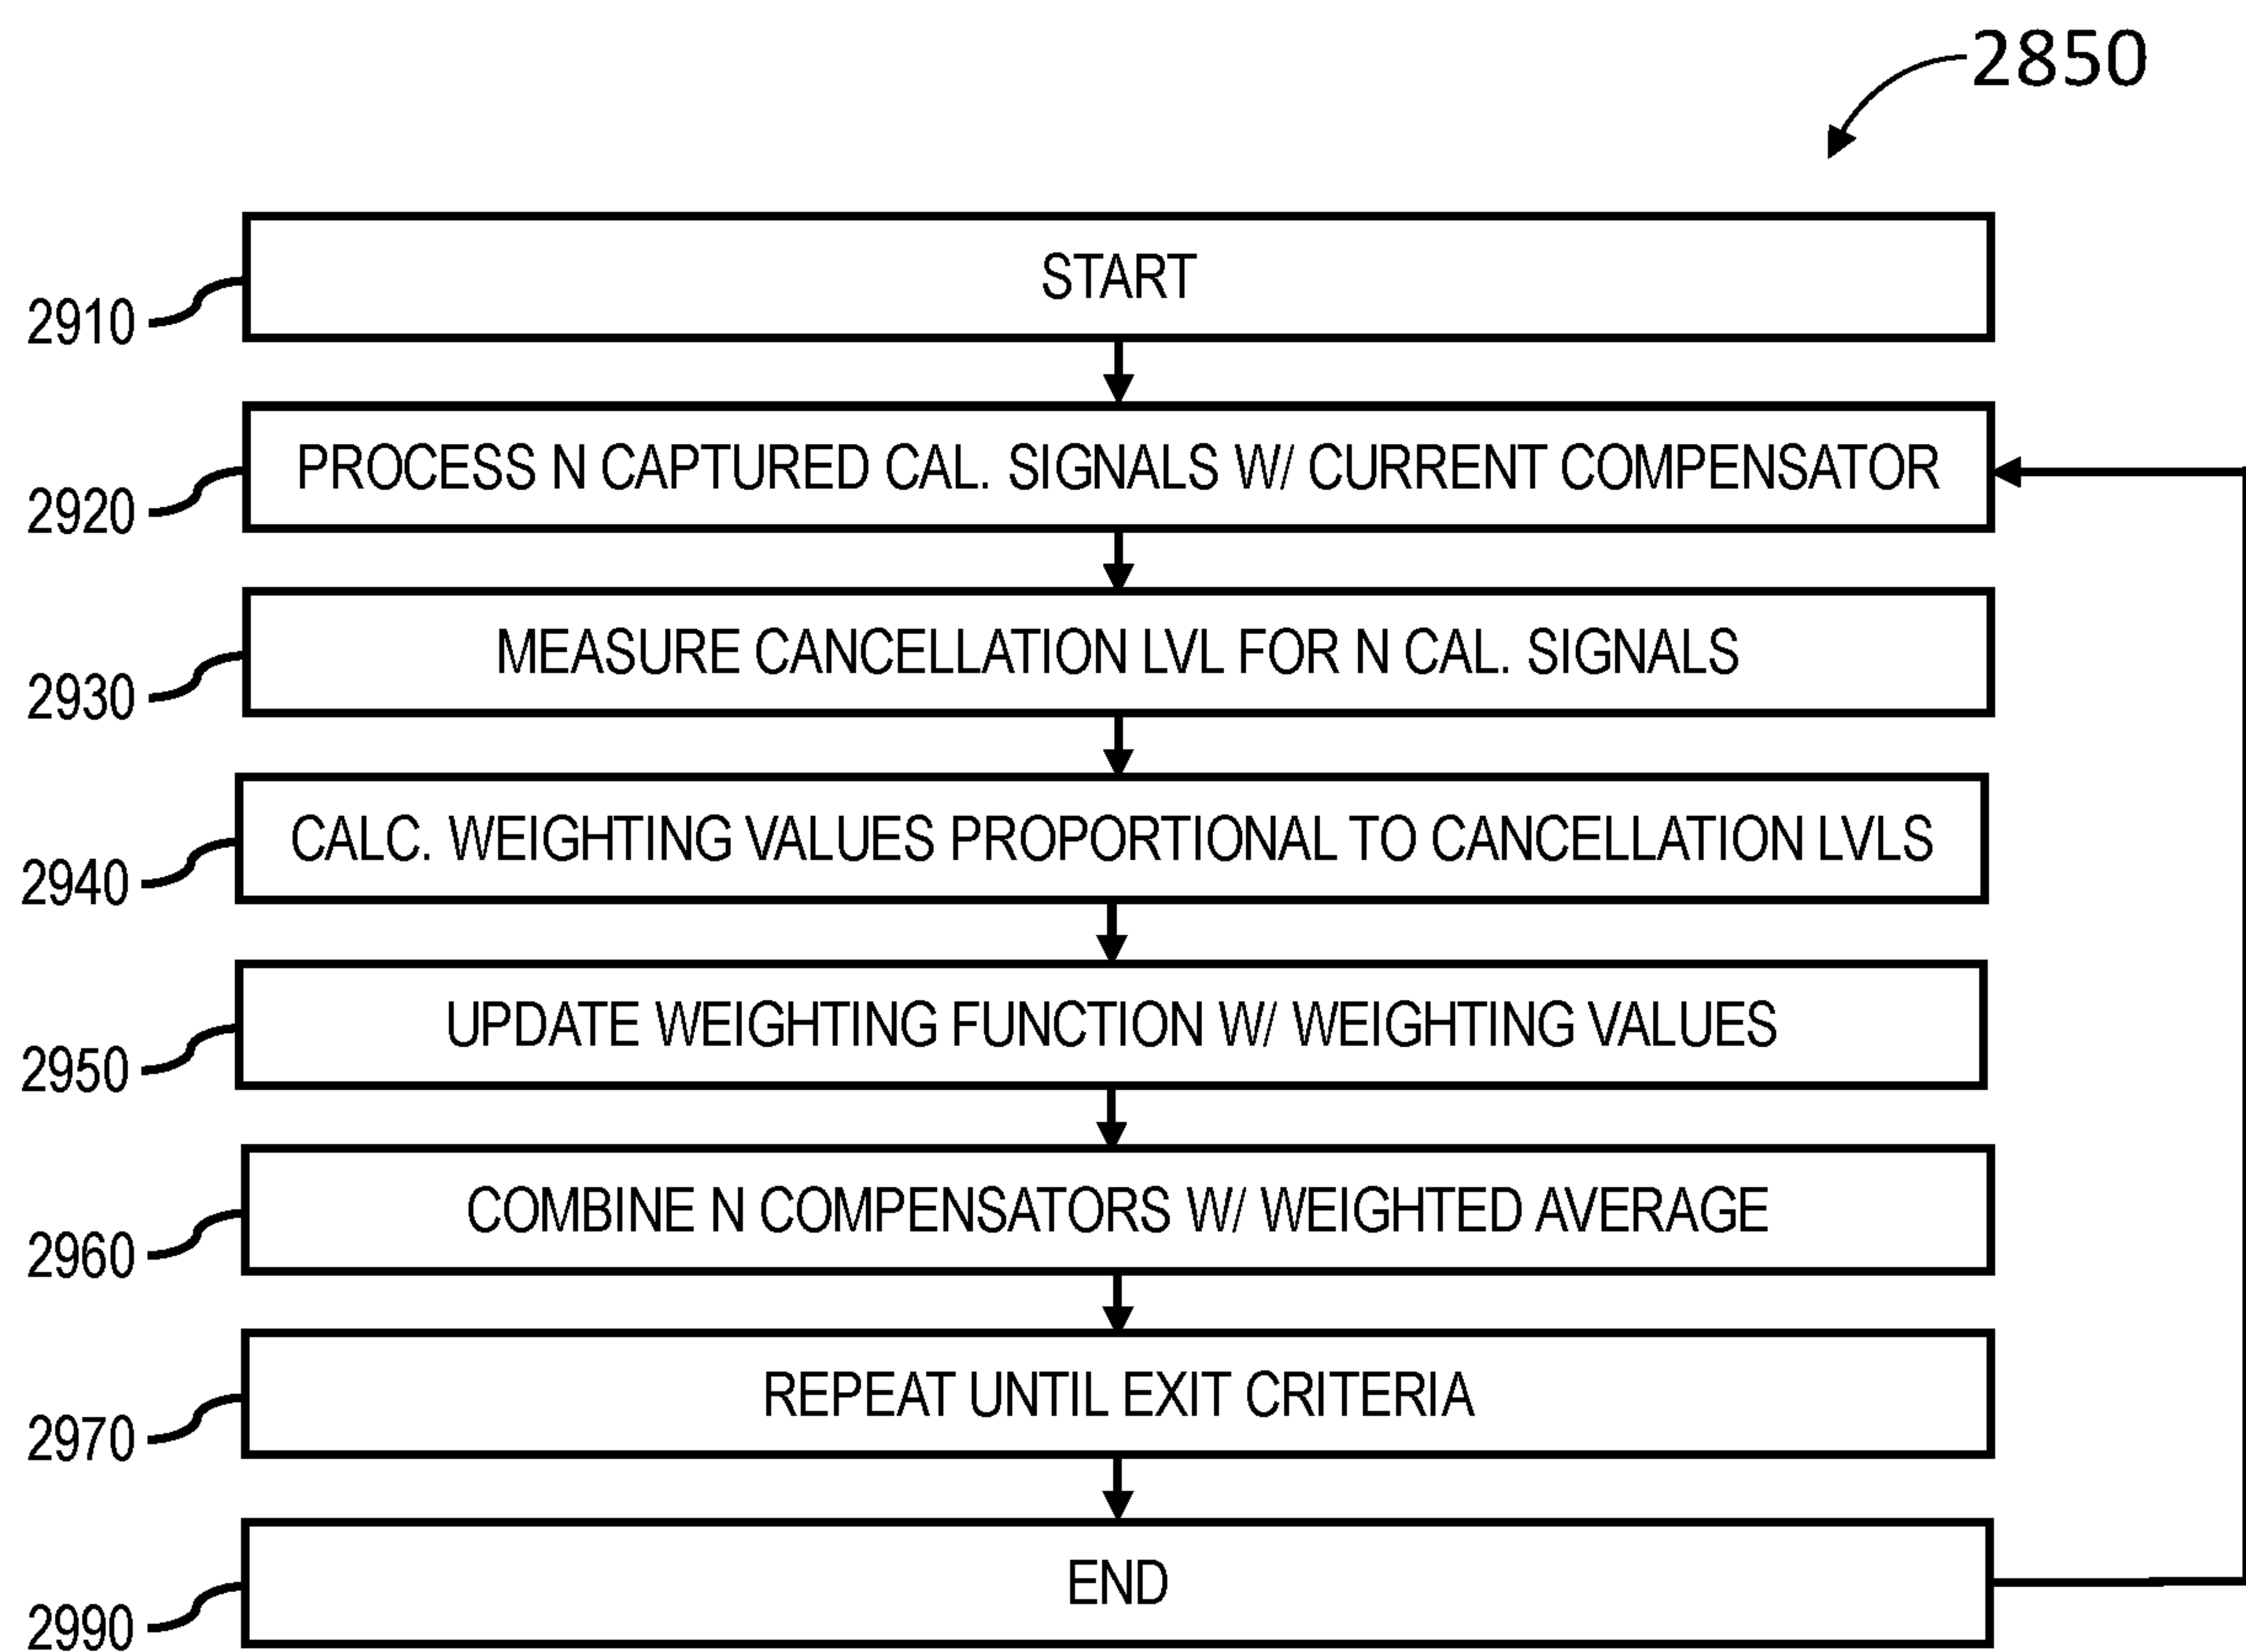 2850
START
2910
PROCESS N CAPTURED CAL. SIGNALS W/ CURRENT COMPENSATOR
2920
MEASURE CANCELLATION LVL FOR N CAL. SIGNALS
2930
CALC. WEIGHTING VALUES PROPORTIONAL TO CANCELLATION LVLS
2940
UPDATE WEIGHTING FUNCTION W/ WEIGHTING VALUES
2950
COMBINE N COMPENSATORS W/ WEIGHTED AVERAGE
2960
REPEAT UNTIL EXIT CRITERIA
2970
END
2990